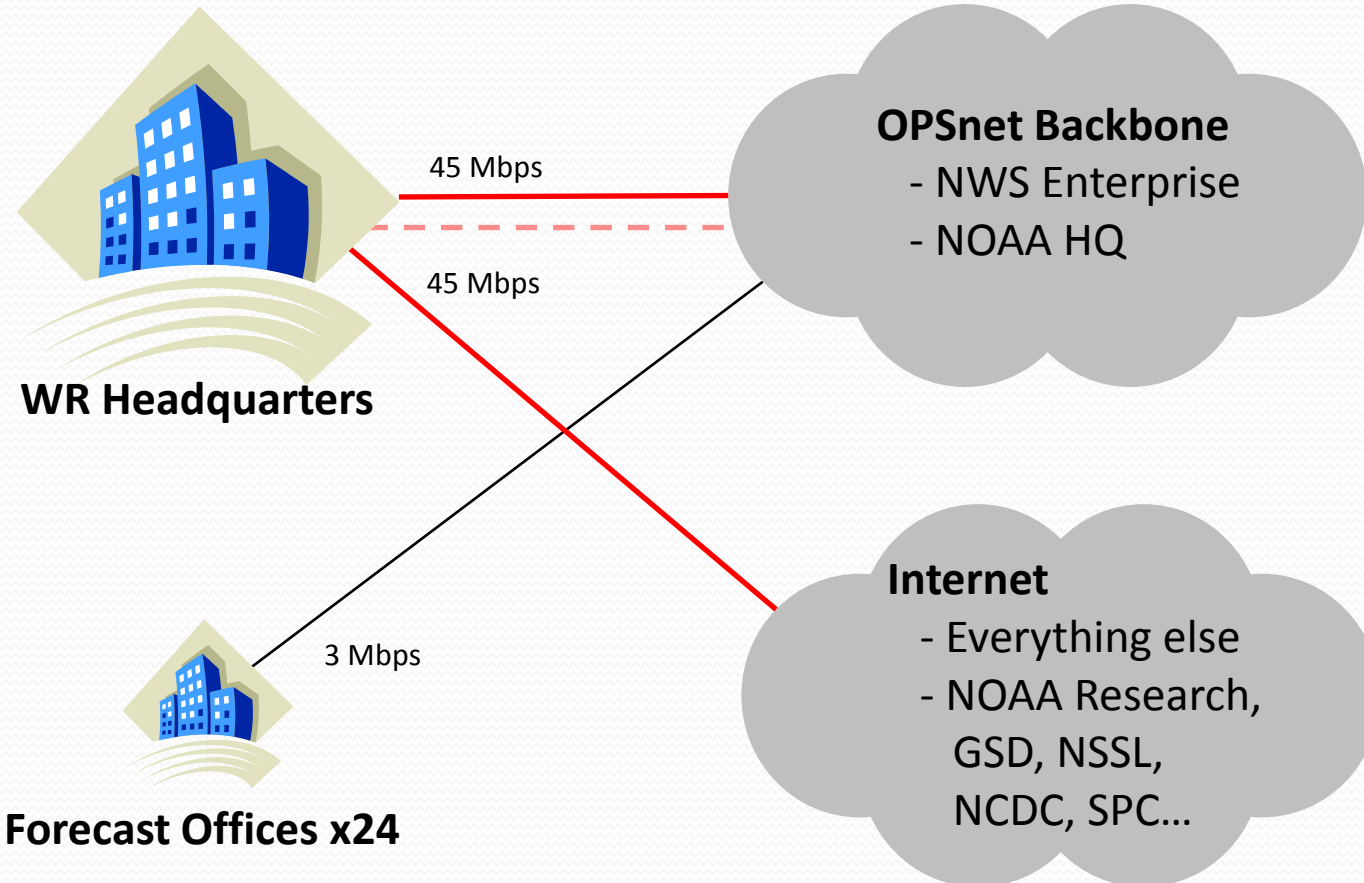 45 Mbps
45 Mbps
WR Headquarters
OPSnet Backbone
- NWS Enterprise
- NOAA HQ
3 Mbps
Forecast Offices x24
Internet
- Everything else
- NOAA Research,
GSD, NSSL,
NCDC, SPC…